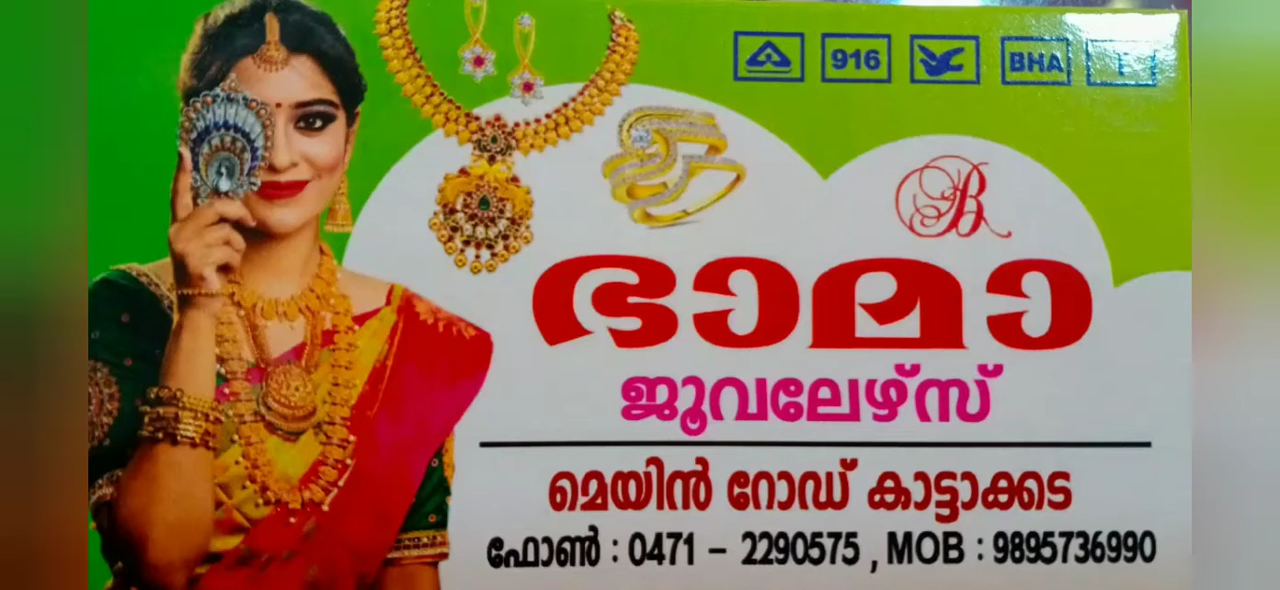 916 BHA
B
ഭാമാ
ജൂവലേഴ്സ്
മെയിൻ റോഡ് കാട്ടാക്കട
ഫോൺ : 0471 - 2290575 , MOB : 9895736990